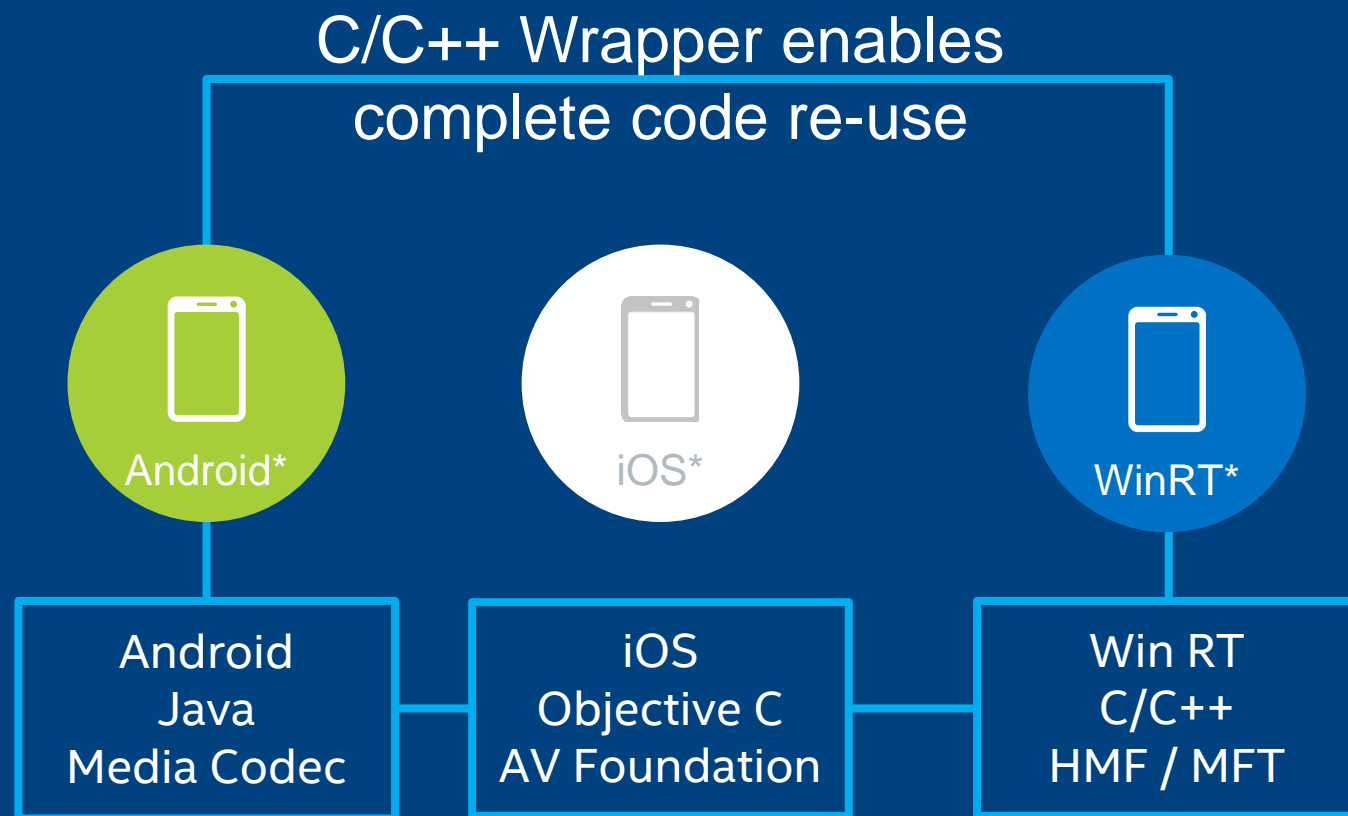 C/C++ Wrapper enables
complete code re-use
Android*
iOS*
WinRT*
Android
Java
Media Codec
iOS
Objective C
AV Foundation
Win RT
C/C++
HMF / MFT